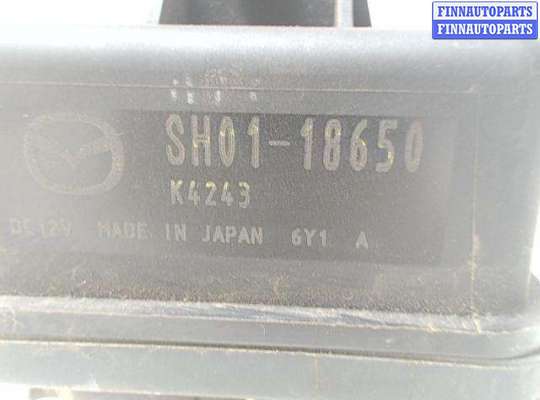 FINNAUTOPARTS
FINNAUTOPARTS
SH01-18650
K4243
DC12V MADE IN JAPAN 6Y1 A